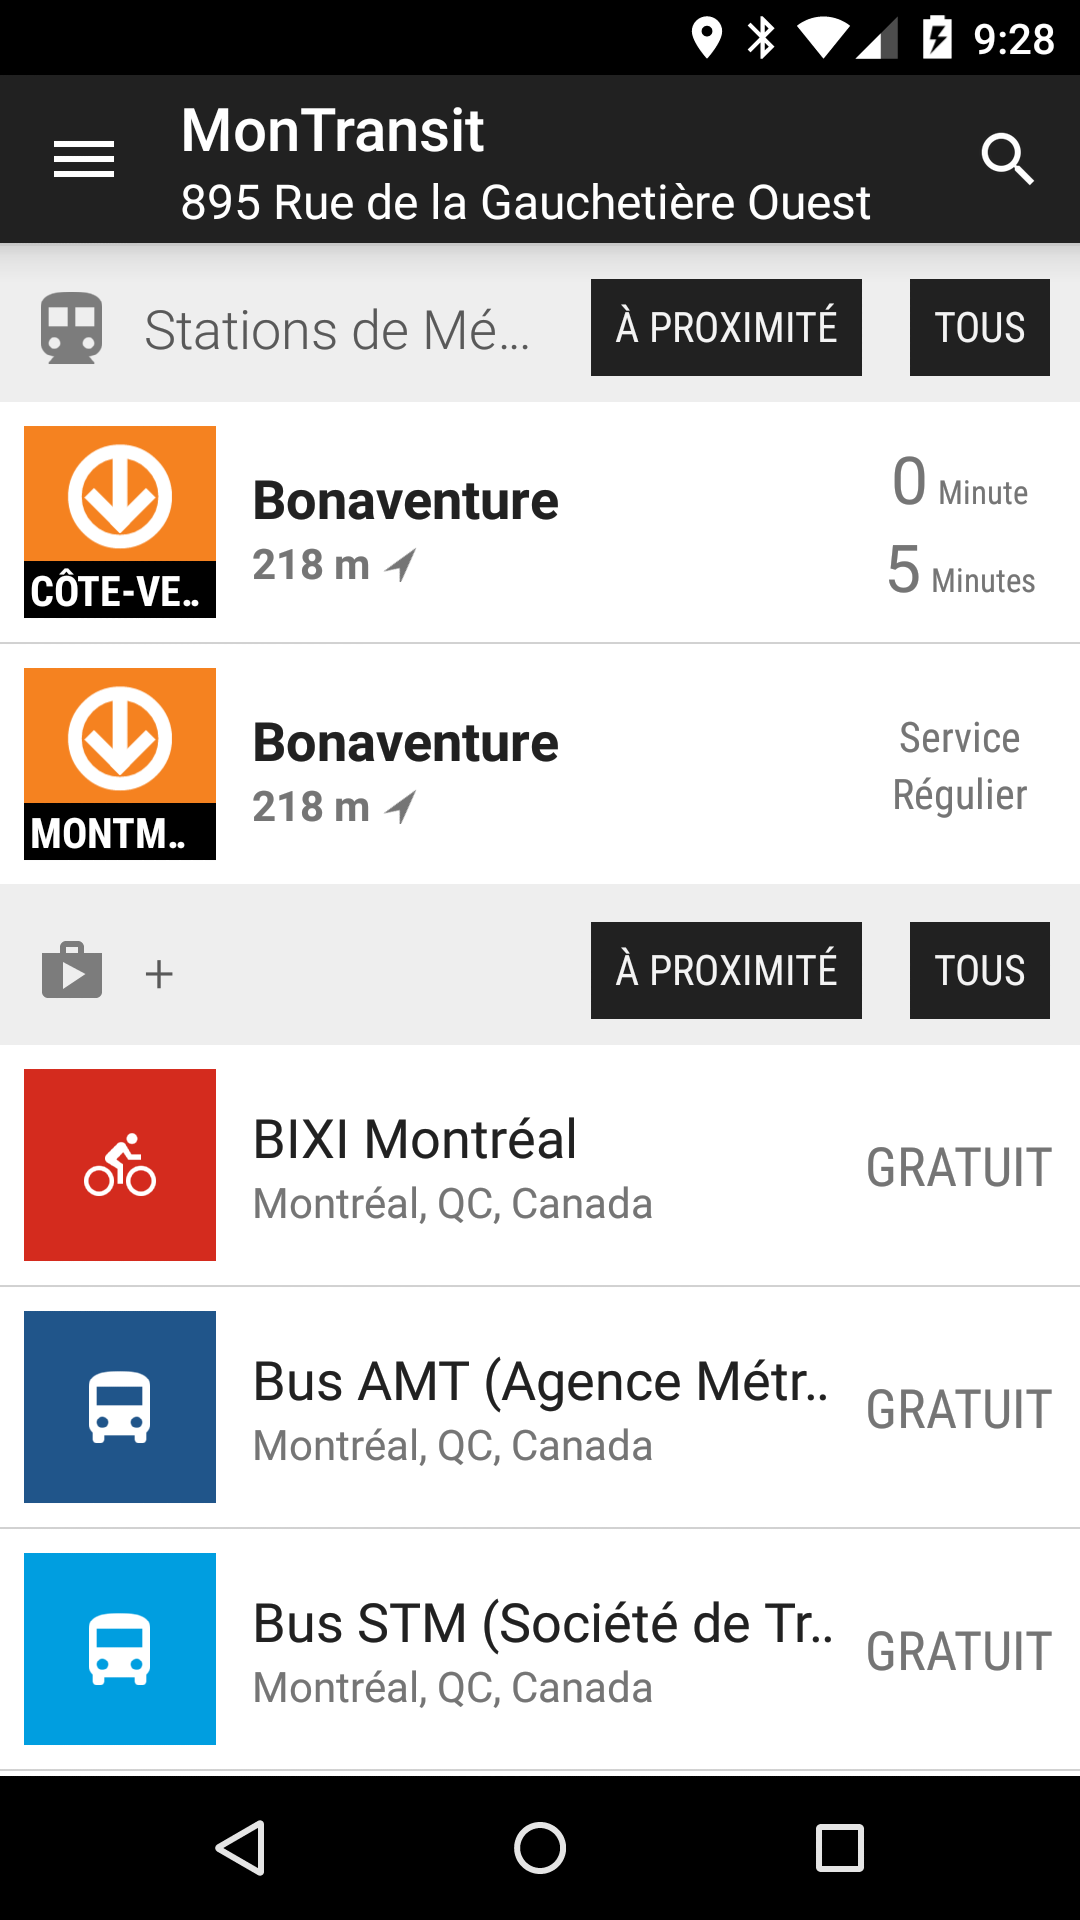 9:28
MonTransit
895 Rue de la Gauchetière Ouest
Stations de Mé... À PROXIMITÉ TOUS
Bonaventure
218 m
CÔTE-VE..
0 Minute
5 Minutes
Bonaventure
218 m
MONTM..
Service
Régulier
+ À PROXIMITÉ TOUS
BIXI Montréal
Montréal, QC, Canada
GRATUIT
Bus AMT (Agence Métr..
Montréal, QC, Canada
GRATUIT
Bus STM (Société de Tr..
Montréal, QC, Canada
GRATUIT